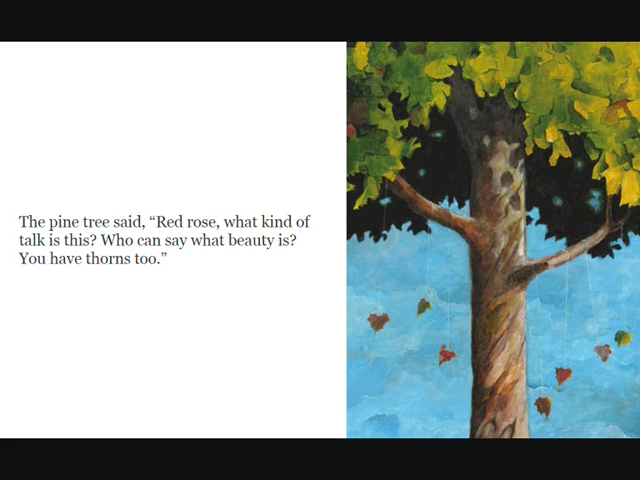 The pine tree said, “Red rose, what kind of
talk is this? Who can say what beauty is?
You have thorns too.”